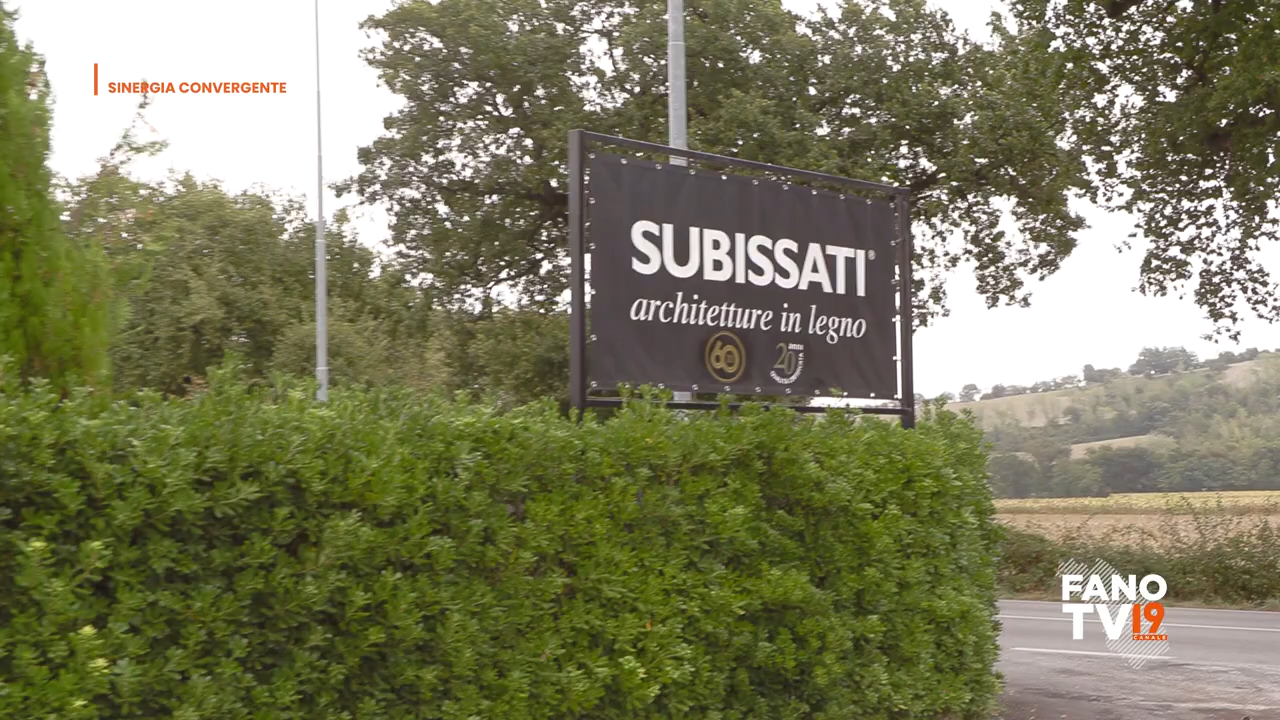 SINERGIA CONVERGENTE
SUBISSATI®
architetture in legno
60
20 anni
FANO
TV19
CANALE